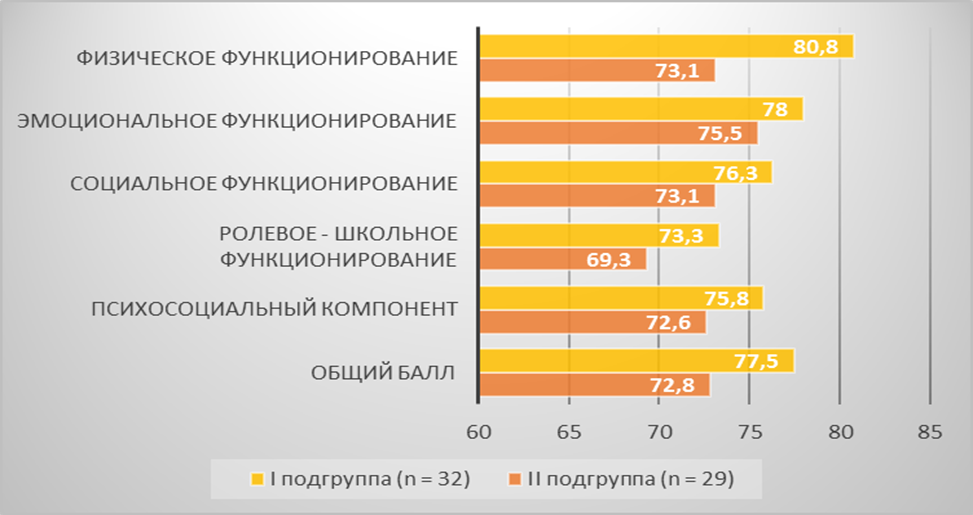 ФИЗИЧЕСКОЕ ФУНКЦИОНИРОВАНИЕ
80,8
73,1
ЭМОЦИОНАЛЬНОЕ ФУНКЦИОНИРОВАНИЕ
78
75,5
СОЦИАЛЬНОЕ ФУНКЦИОНИРОВАНИЕ
76,3
73,1
РОЛЕВОЕ - ШКОЛЬНОЕ
ФУНКЦИОНИРОВАНИЕ
73,3
69,3
ПСИХОСОЦИАЛЬНЫЙ КОМПОНЕНТ
75,8
72,6
ОБЩИЙ БАЛЛ
77,5
72,8
60 65 70 75 80 85
I подгруппа (n = 32) II подгруппа (n = 29)